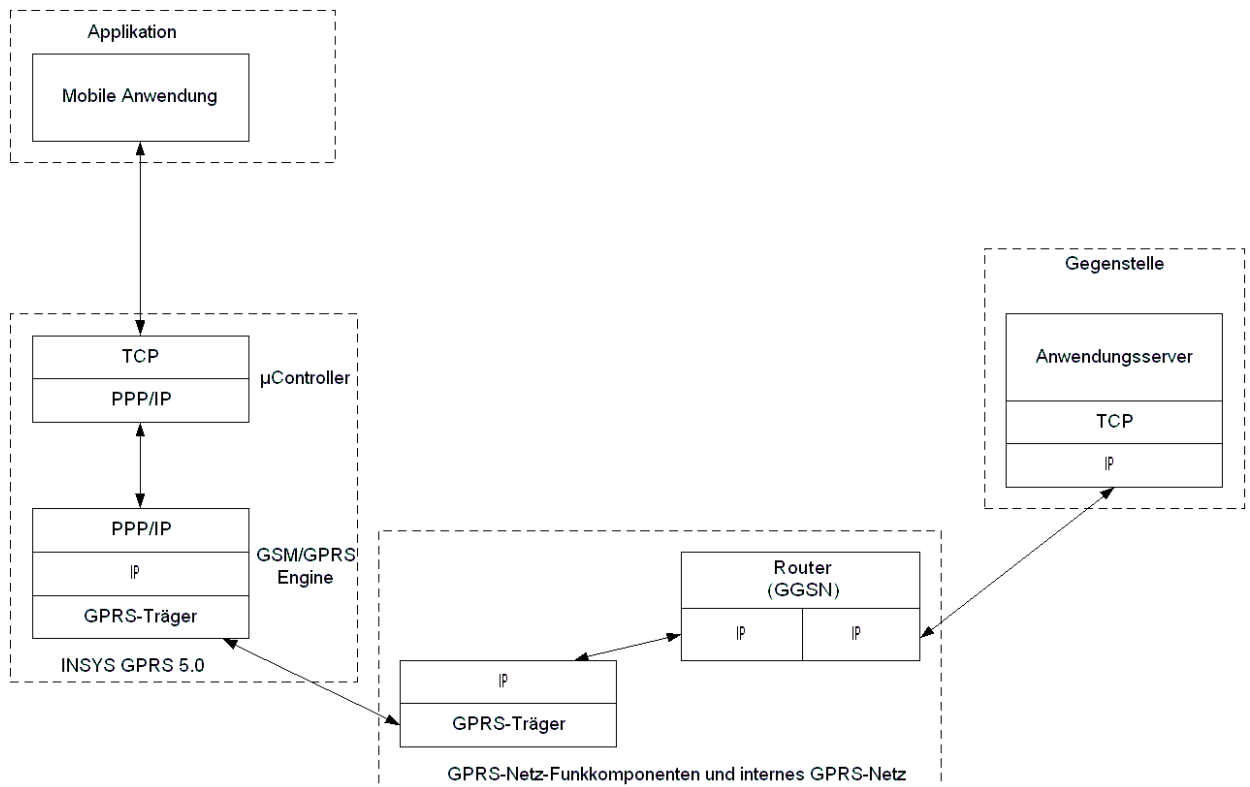 Applikation
Mobile Anwendung
TCP
PPP/IP
µController
PPP/IP
IP
GPRS-Träger
GSM/GPRS
Engine
INSYS GPRS 5.0
IP
GPRS-Träger
Router
(GGSN)
IP
IP
GPRS-Netz-Funkkomponenten und internes GPRS-Netz
Gegenstelle
Anwendungsserver
TCP
IP